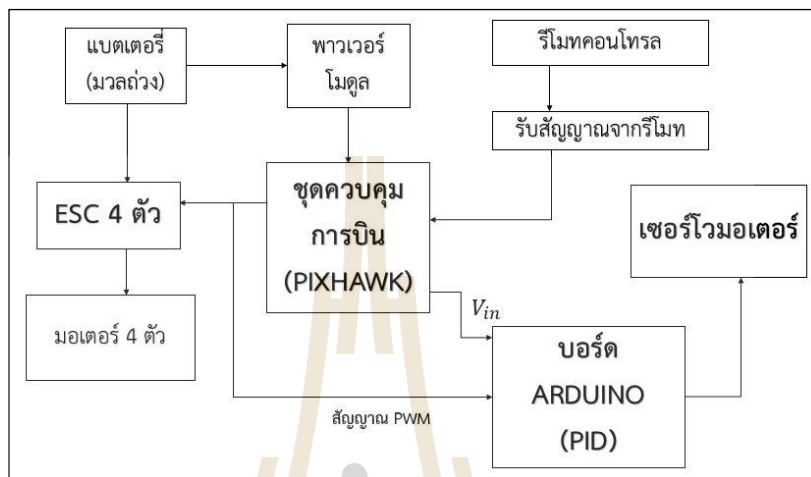 แบตเตอรี่
(มวลถ่วง)
พาวเวอร์
โมดูล
รีโมทคอนโทรล
รับสัญญาณจากรีโมท
ESC 4 ตัว
ชุดควบคุม
การบิน
(PIXHAWK)
เซอร์โวมอเตอร์
มอเตอร์ 4 ตัว
V_{in}
บอร์ด
ARDUINO
(PID)
สัญญาณ PWM